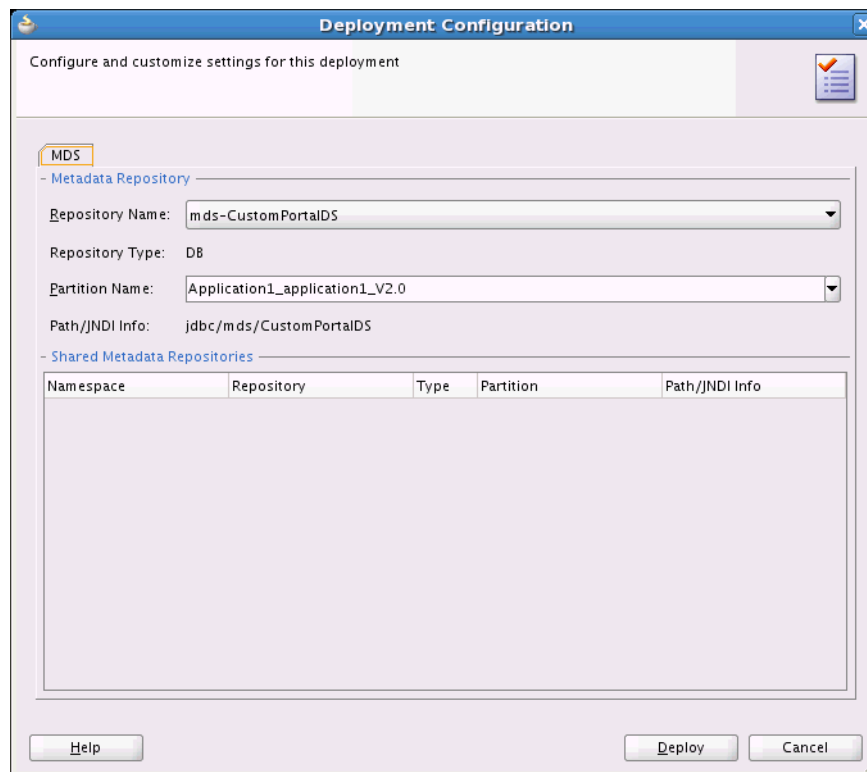 Deployment Configuration
Configure and customize settings for this deployment
MDS
Metadata Repository
Repository Name: mds-CustomPortalDS
Repository Type: DB
Partition Name: Application1_application1_V2.0
Path/JNDI Info: jdbc/mds/CustomPortalDS
Shared Metadata Repositories
Namespace Repository Type Partition Path/JNDI Info
Help Deploy Cancel